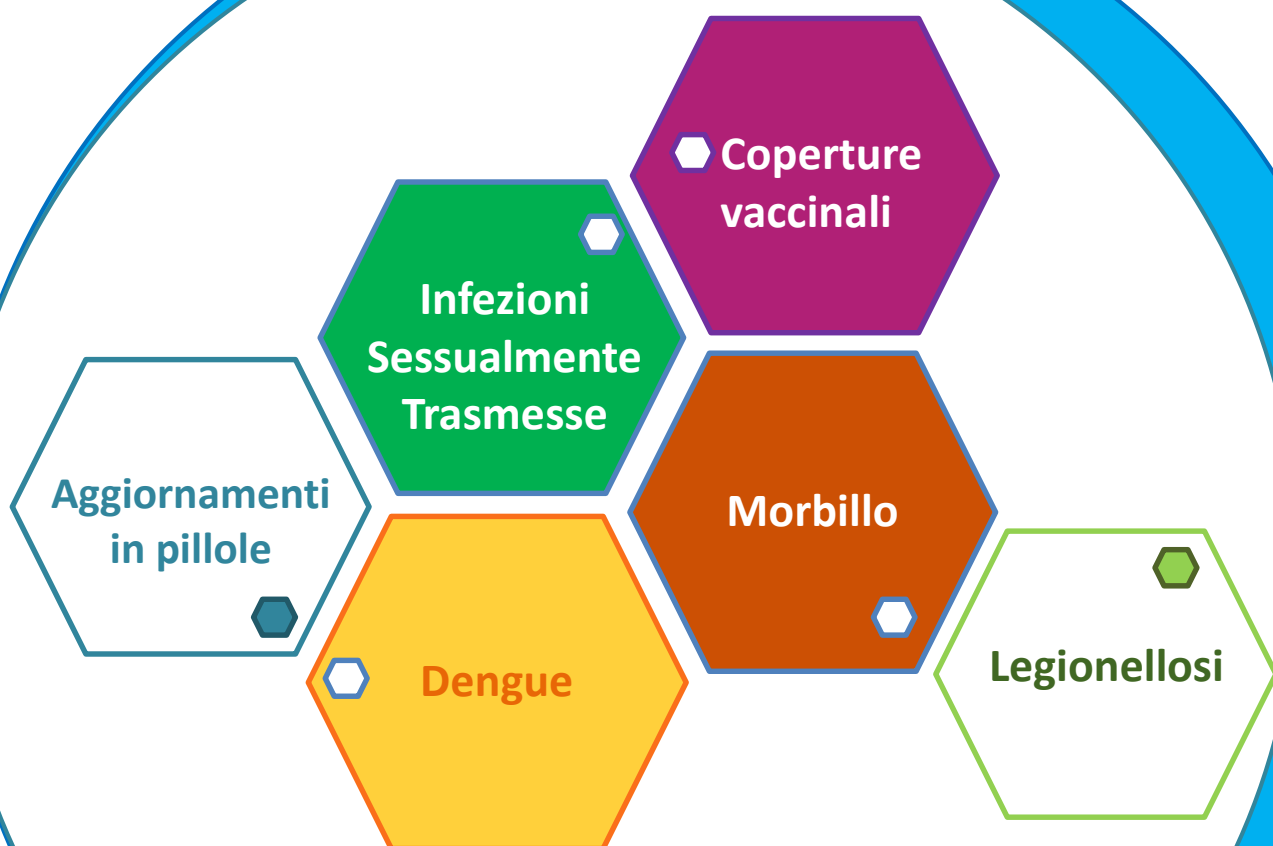 Coperture
vaccinali
Infezioni
Sessualmente
Trasmesse
Aggiornamenti
in pillole
Morbillo
Dengue
Legionellosi